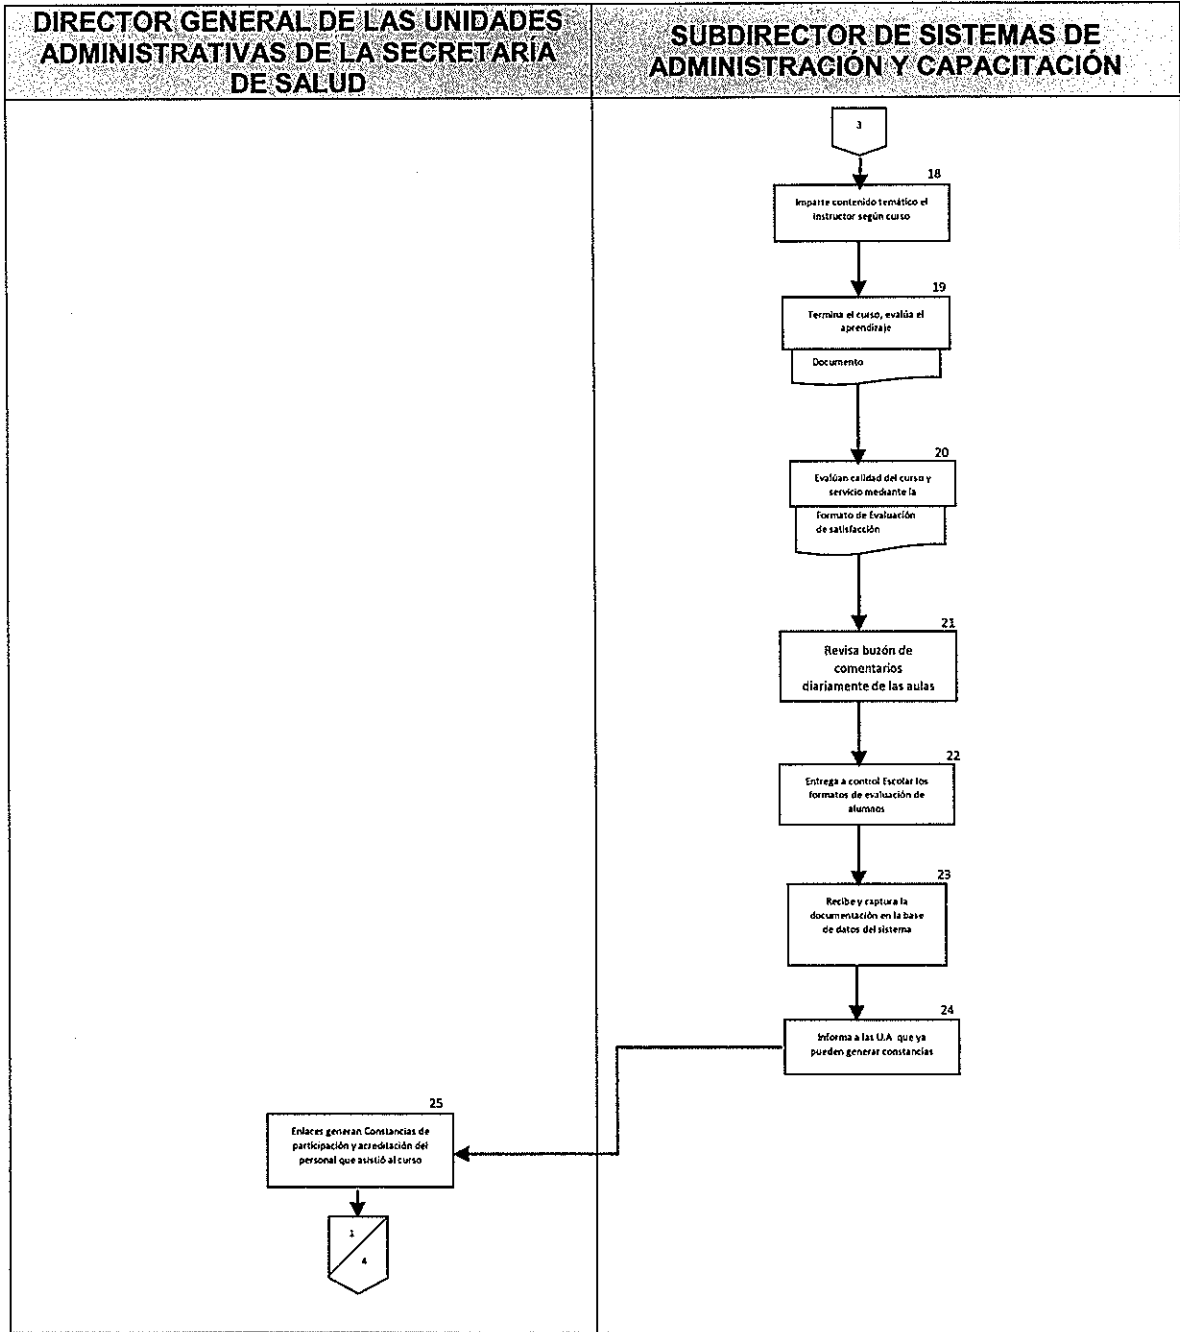 DIRECTOR GENERAL DE LAS UNIDADES
ADMINISTRATIVAS DE LA SECRETARÍA
DE SALUD
SUBDIRECTOR DE SISTEMAS DE
ADMINISTRACIÓN Y CAPACITACIÓN
3
18
Imparte contenido temático el
instructor según curso
19
Termina el curso, evalúa el
aprendizaje
Documento
20
Evalúan calidad del curso y
servicio mediante la
Formato de Evaluación
de satisfacción
21
Revisa buzón de
comentarios
diariamente de las aulas
22
Entrega a control Escolar los
formatos de evaluación de
alumnos
23
Recibe y captura la
documentación en la base
de datos del sistema
24
Informa a las U.A que ya
pueden generar constancias
25
Enlaces generan Constancias de
participación y acreditación del
personal que asistió al curso
1
4